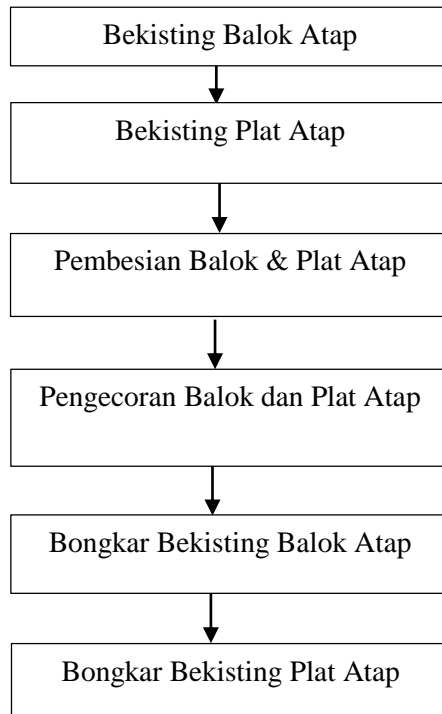 Bekisting Balok Atap
Bekisting Plat Atap
Pembesian Balok & Plat Atap
Pengecoran Balok dan Plat Atap
Bongkar Bekisting Balok Atap
Bongkar Bekisting Plat Atap